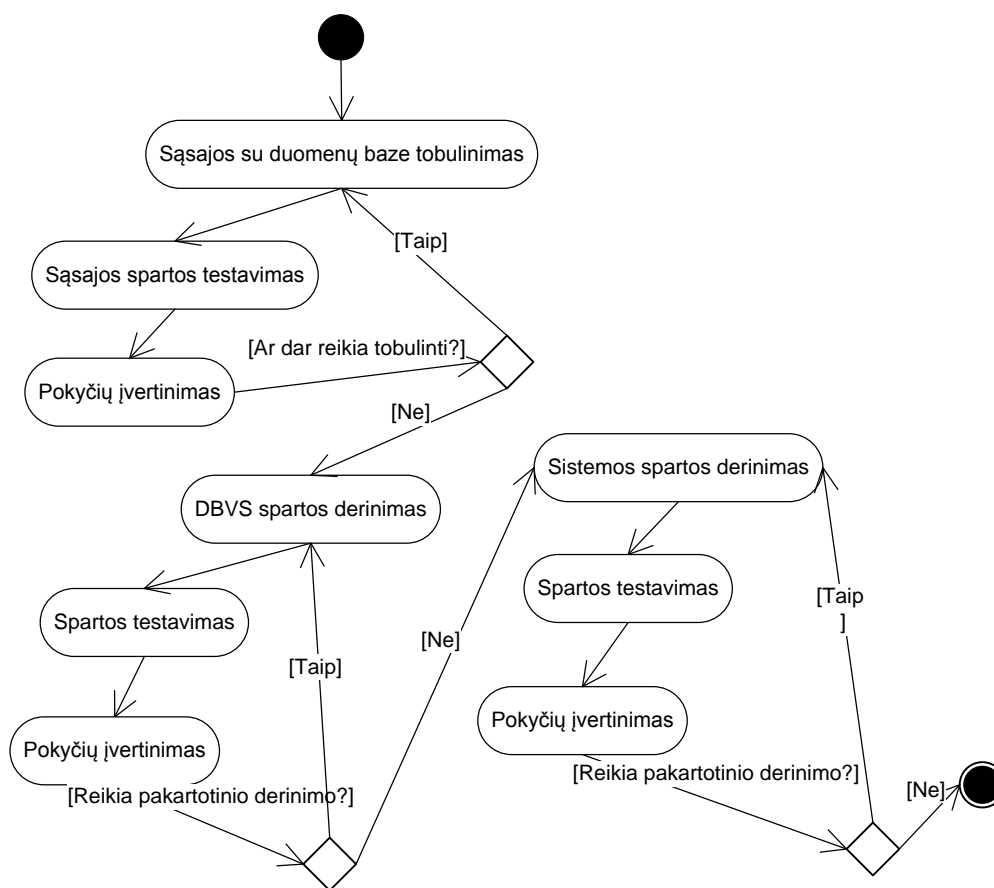 Sąsajos su duomenų baze tobulinimas
[Taip]
Sąsajos spartos testavimas
[Ar dar reikia tobulinti?]
Pokyčių įvertinimas
[Ne]
DBVS spartos derinimas
Spartos testavimas
[Taip]
Pokyčių įvertinimas
[Reikia pakartotinio derinimo?]
[Ne]
Sistemos spartos derinimas
Spartos testavimas
[Taip
]
Pokyčių įvertinimas
[Reikia pakartotinio derinimo?]
[Ne]